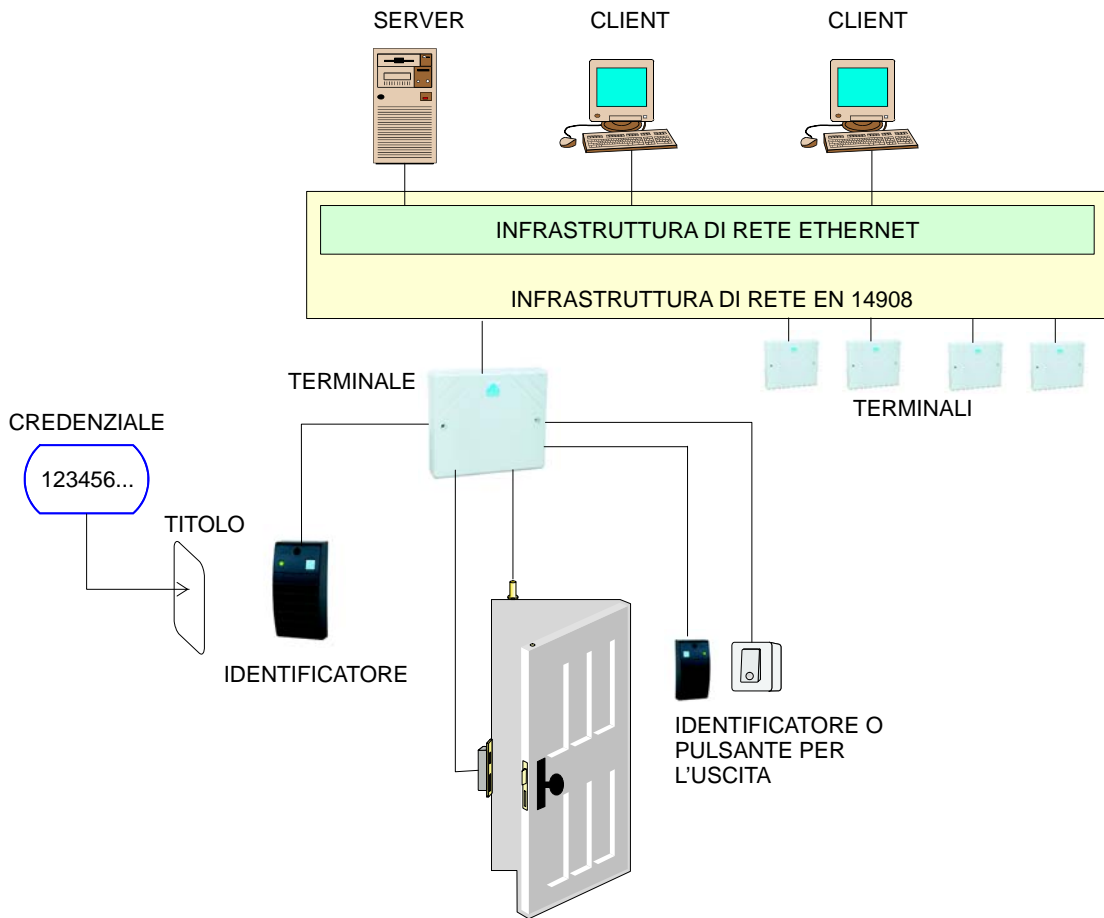 SERVER
CLIENT
CLIENT
INFRASTRUTTURA DI RETE ETHERNET
INFRASTRUTTURA DI RETE EN 14908
TERMINALE
TERMINALI
CREDENZIALE
123456...
TITOLO
IDENTIFICATORE
IDENTIFICATORE O
PULSANTE PER
L'USCITA